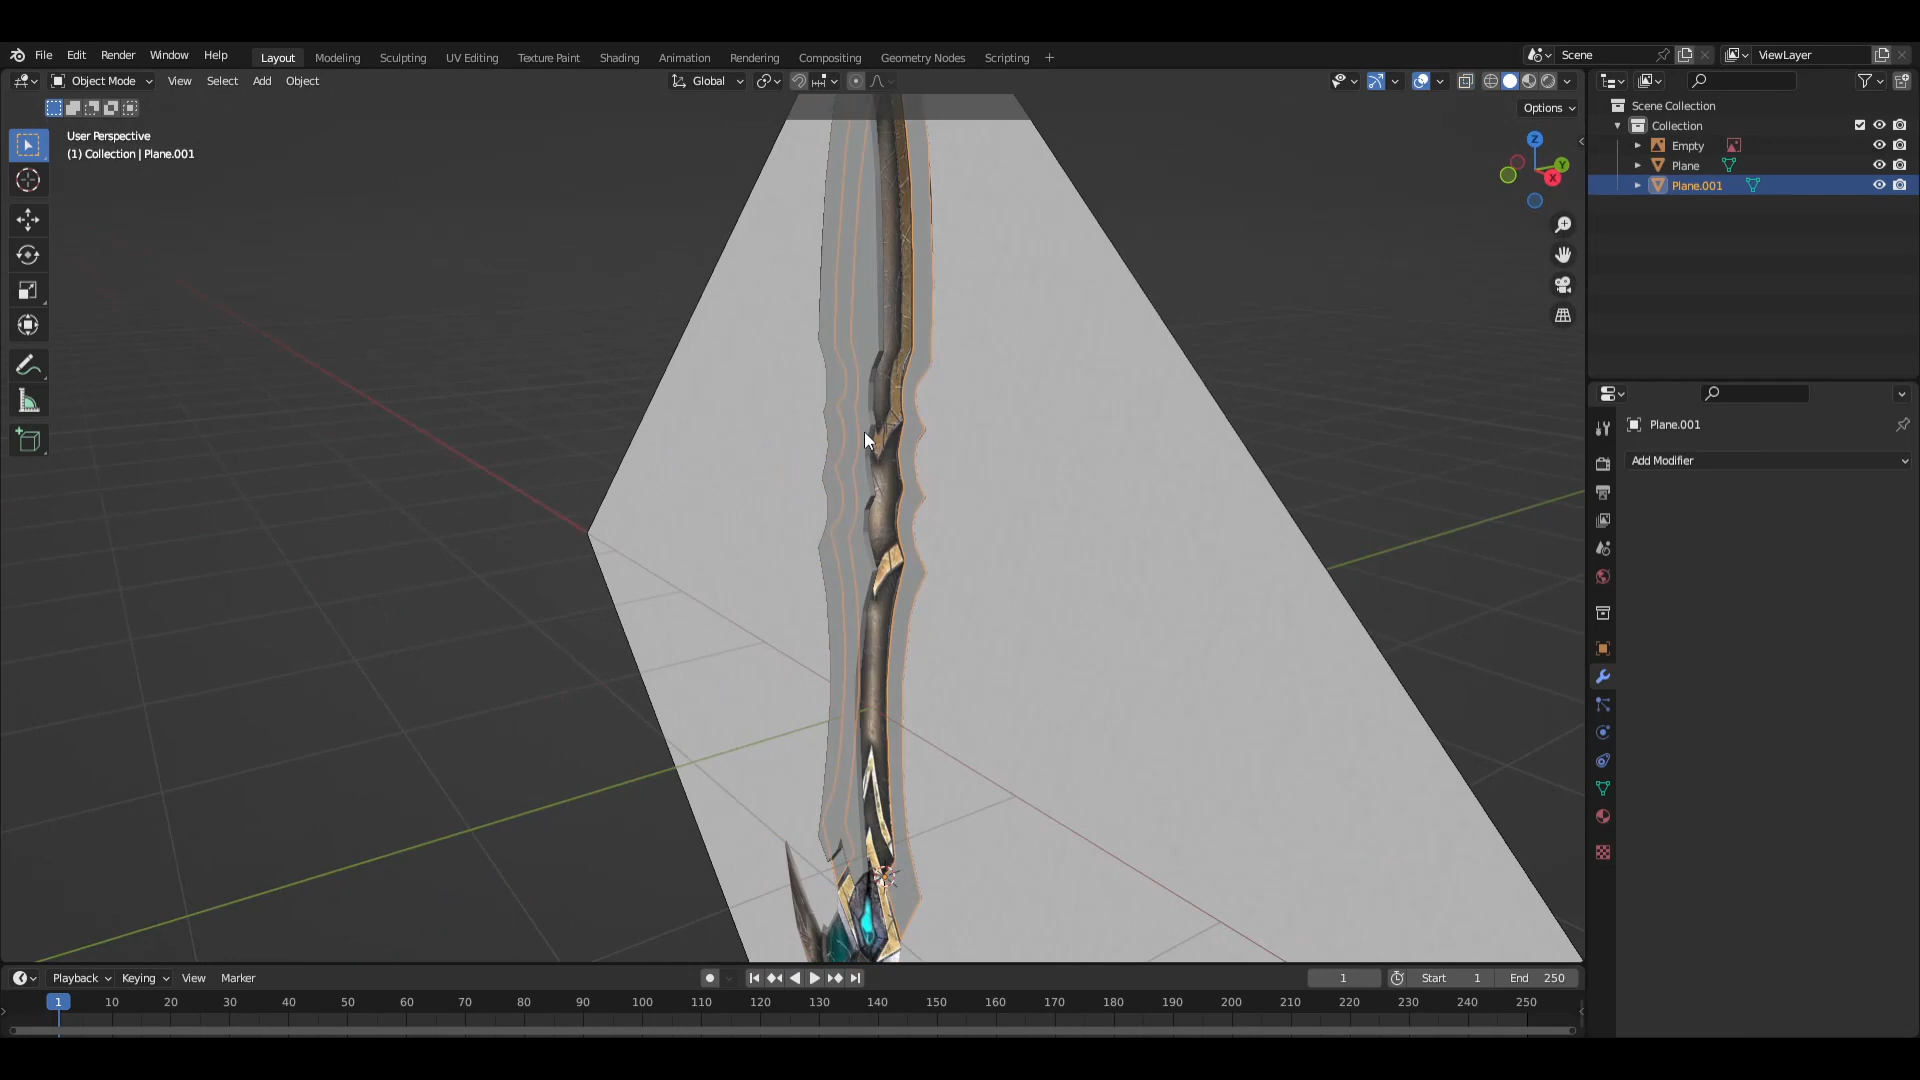 File Edit Render Window Help Layout Modeling Sculpting UV Editing Texture Paint Shading Animation Rendering Compositing Geometry Nodes Scripting + Scene ViewLayer
Object Mode View Select Add Object Global
Options
User Perspective
(1) Collection | Plane.001
Z
Y
X
Scene Collection
Collection
Empty
Plane
Plane.001
Plane.001
Add Modifier
Playback Keying View Marker 1 Start 1 End 250
1 10 20 30 40 50 60 70 80 90 100 110 120 130 140 150 160 170 180 190 200 210 220 230 240 250